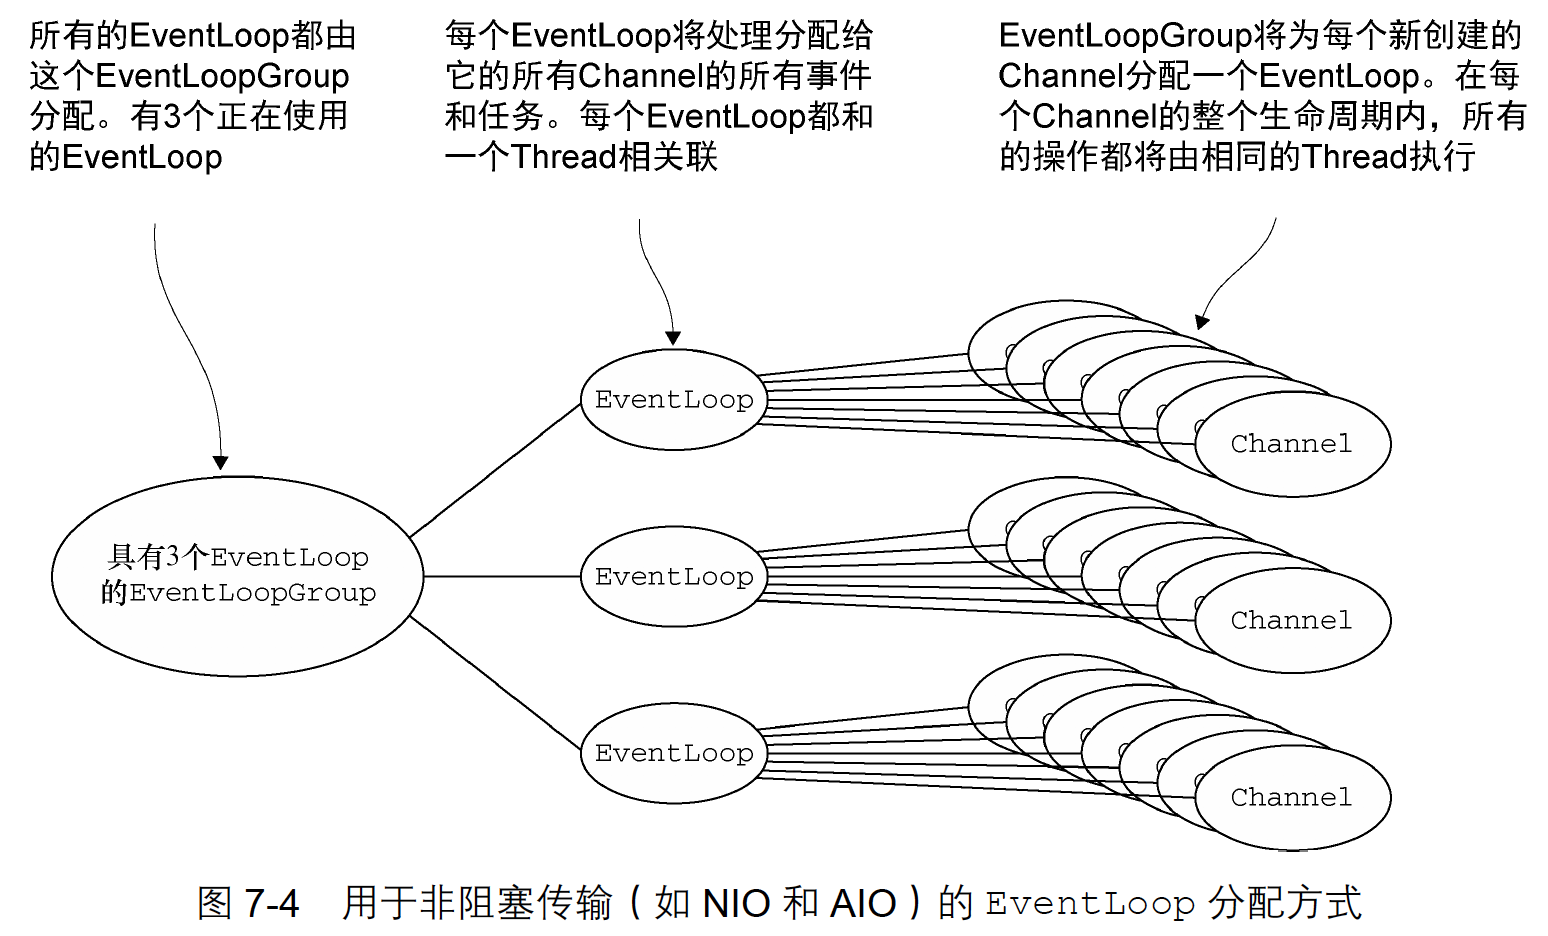 所有的EventLoop都由
这个EventLoopGroup
分配。有3个正在使用
的EventLoop
每个EventLoop将处理分配给
它的所有Channel的所有事件
和任务。每个EventLoop都和
一个Thread相关联
EventLoopGroup将为每个新创建的
Channel分配一个EventLoop。在每
个Channel的整个生命周期内，所有
的操作都将由相同的Thread执行
EventLoop
Channel
具有3个EventLoop
的EventLoopGroup
EventLoop
Channel
EventLoop
Channel
图 7-4 用于非阻塞传输（如 NIO 和 AIO）的 EventLoop 分配方式